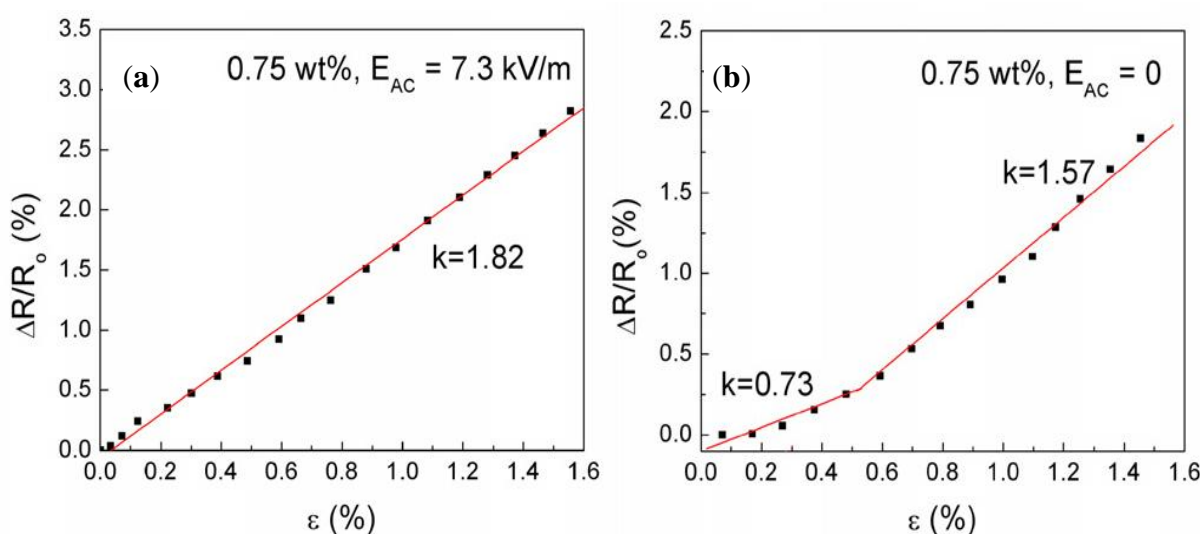 (a)
0.75 wt%, E_AC = 7.3 kV/m
k=1.82
ΔR/R_o (%)
3.5
3.0
2.5
2.0
1.5
1.0
0.5
0.0
0.0 0.2 0.4 0.6 0.8 1.0 1.2 1.4 1.6
ε (%)
(b)
0.75 wt%, E_AC = 0
k=1.57
k=0.73
ΔR/R_o(%)
2.5
2.0
1.5
1.0
0.5
0.0
0.0 0.2 0.4 0.6 0.8 1.0 1.2 1.4 1.6
ε (%)